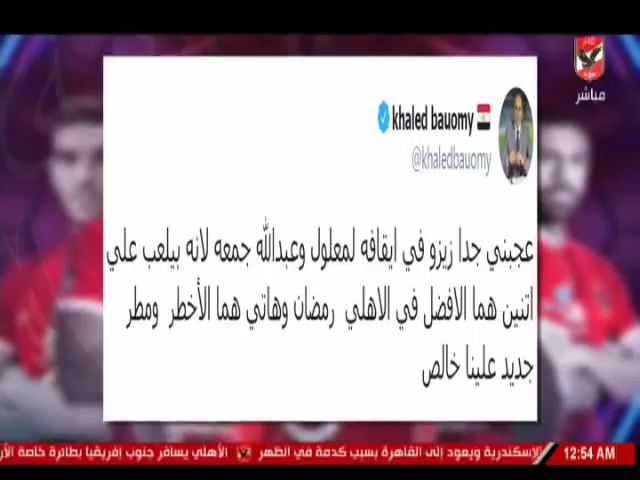 مباشر
khaled bauomy
@khaledbauomy
عجبني جدا زيزو في ايقافه لمعلول وعبدالله جمعه لانه بيلعب علي
اتنين هما الافضل في الاهلي رمضان وهاتي هما الأخطر ومطر
جديد علينا خالص
الإسكندرية ويعود إلى القاهرة بسبب كدمة في الظهر الأهلي يسافر جنوب إفريقيا بطائرة خاصة
12:54 AM